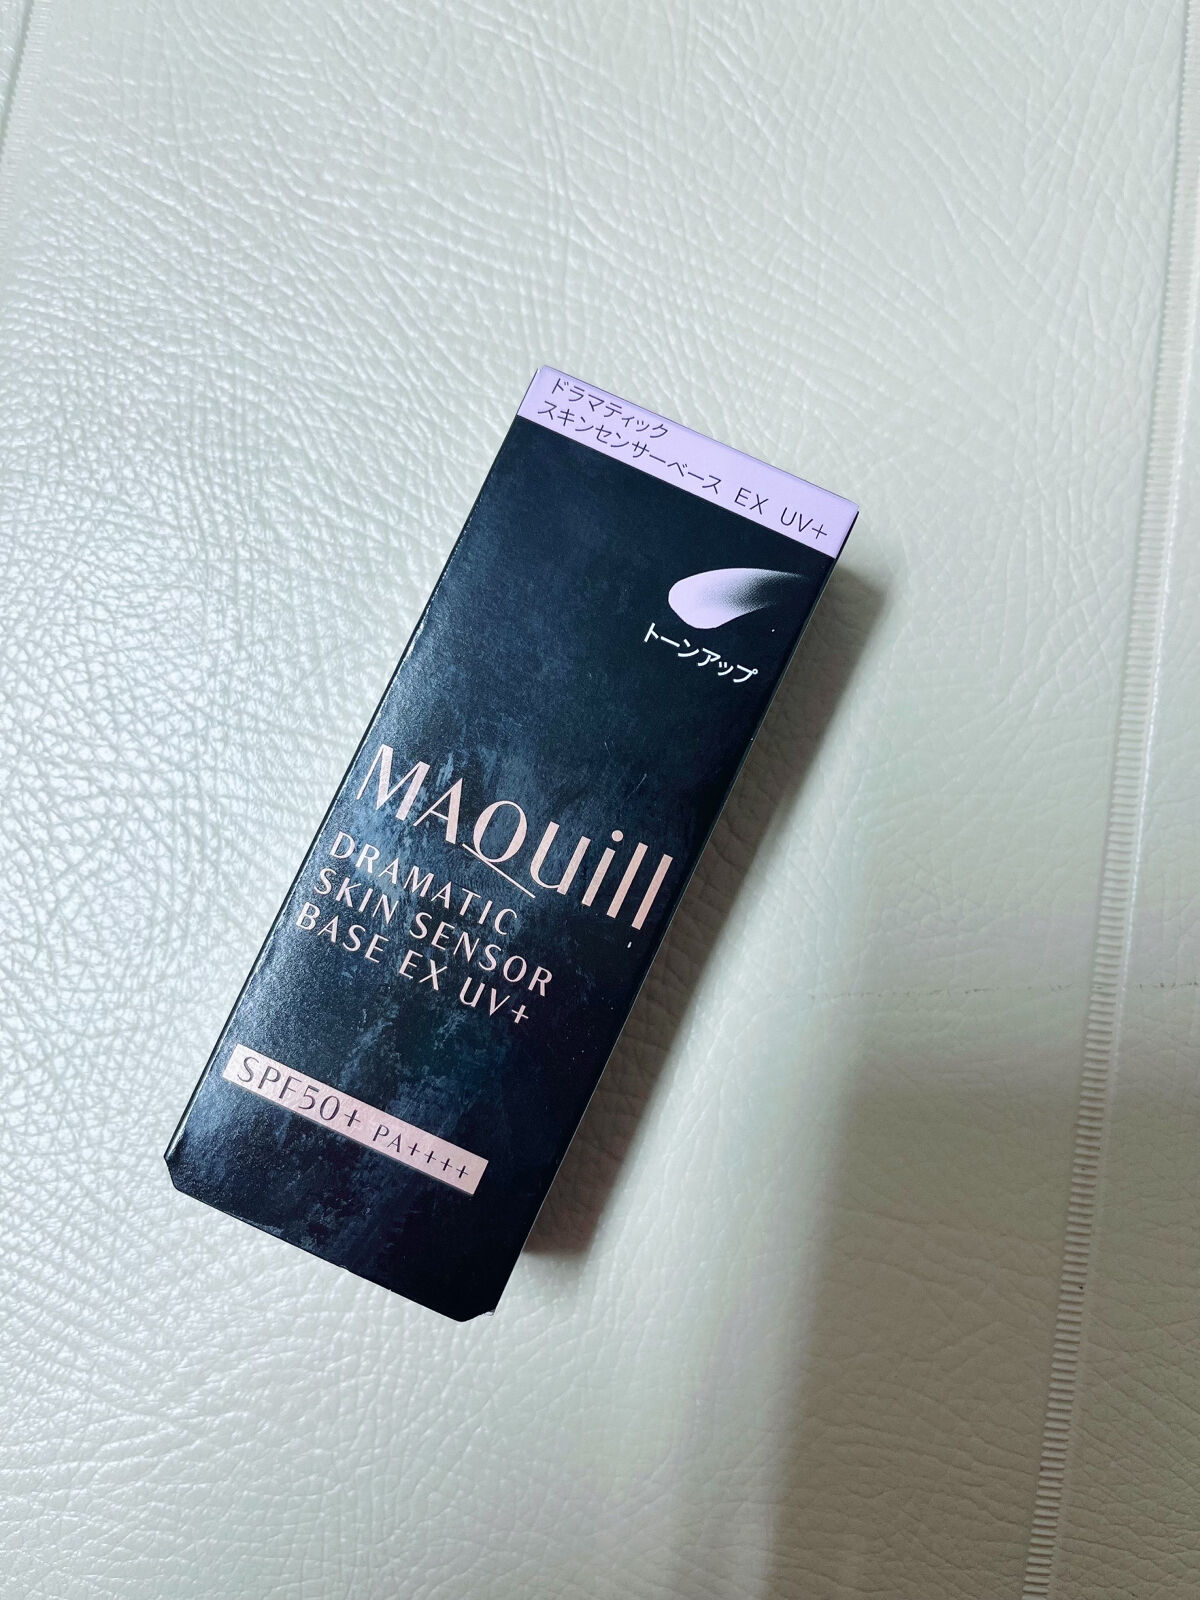 ドラマティック
スキンセンサーベース EX UV+
トーンアップ
MAQuill
DRAMATIC
SKIN SENSOR
BASE EX UV+
SPF50+ PA++++